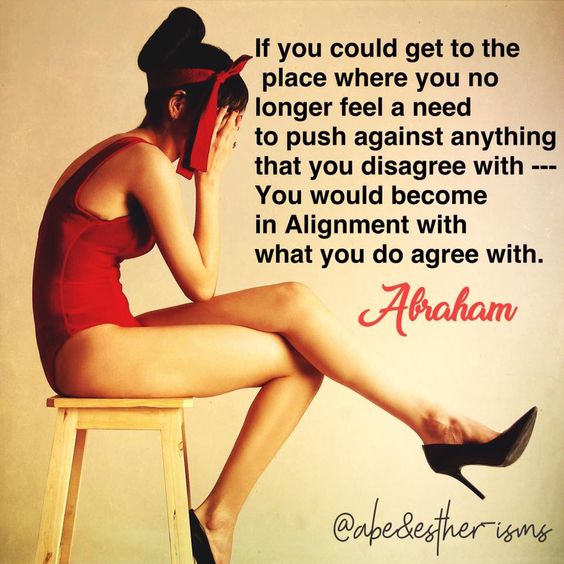 If you could get to the
place where you no
longer feel a need
to push against anything
that you disagree with ---
You would become
in Alignment with
what you do agree with.
Abraham
@abe&esther-isms